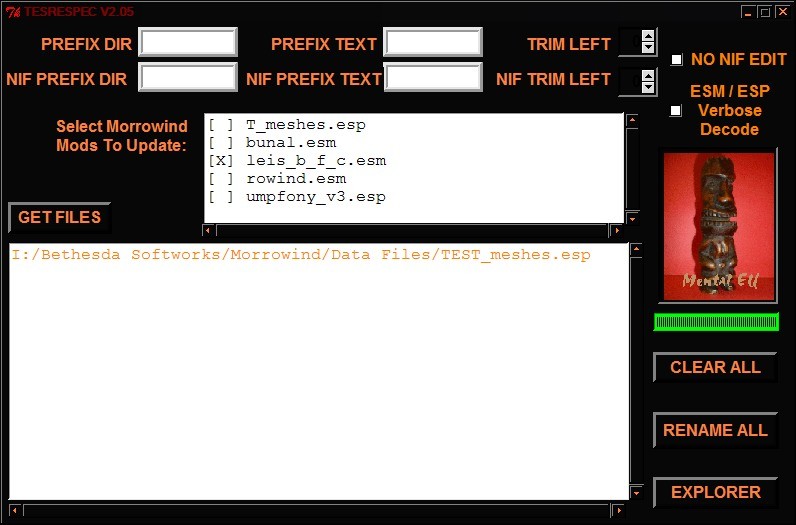 TESRESPEC V2.05
PREFIX DIR
PREFIX TEXT
TRIM LEFT
NIF PREFIX DIR
NIF PREFIX TEXT
NIF TRIM LEFT
NO NIF EDIT
ESM / ESP
Verbose
Decode
Select Morrowind
Mods To Update:
[ ] T_meshes.esp
[ ] bunal.esm
[X] leis_b_f_c.esm
[ ] rowind.esm
[ ] umpfony_v3.esp
GET FILES
I:/Bethesda Softworks/Morrowind/Data Files/TEST_meshes.esp
CLEAR ALL
RENAME ALL
EXPLORER